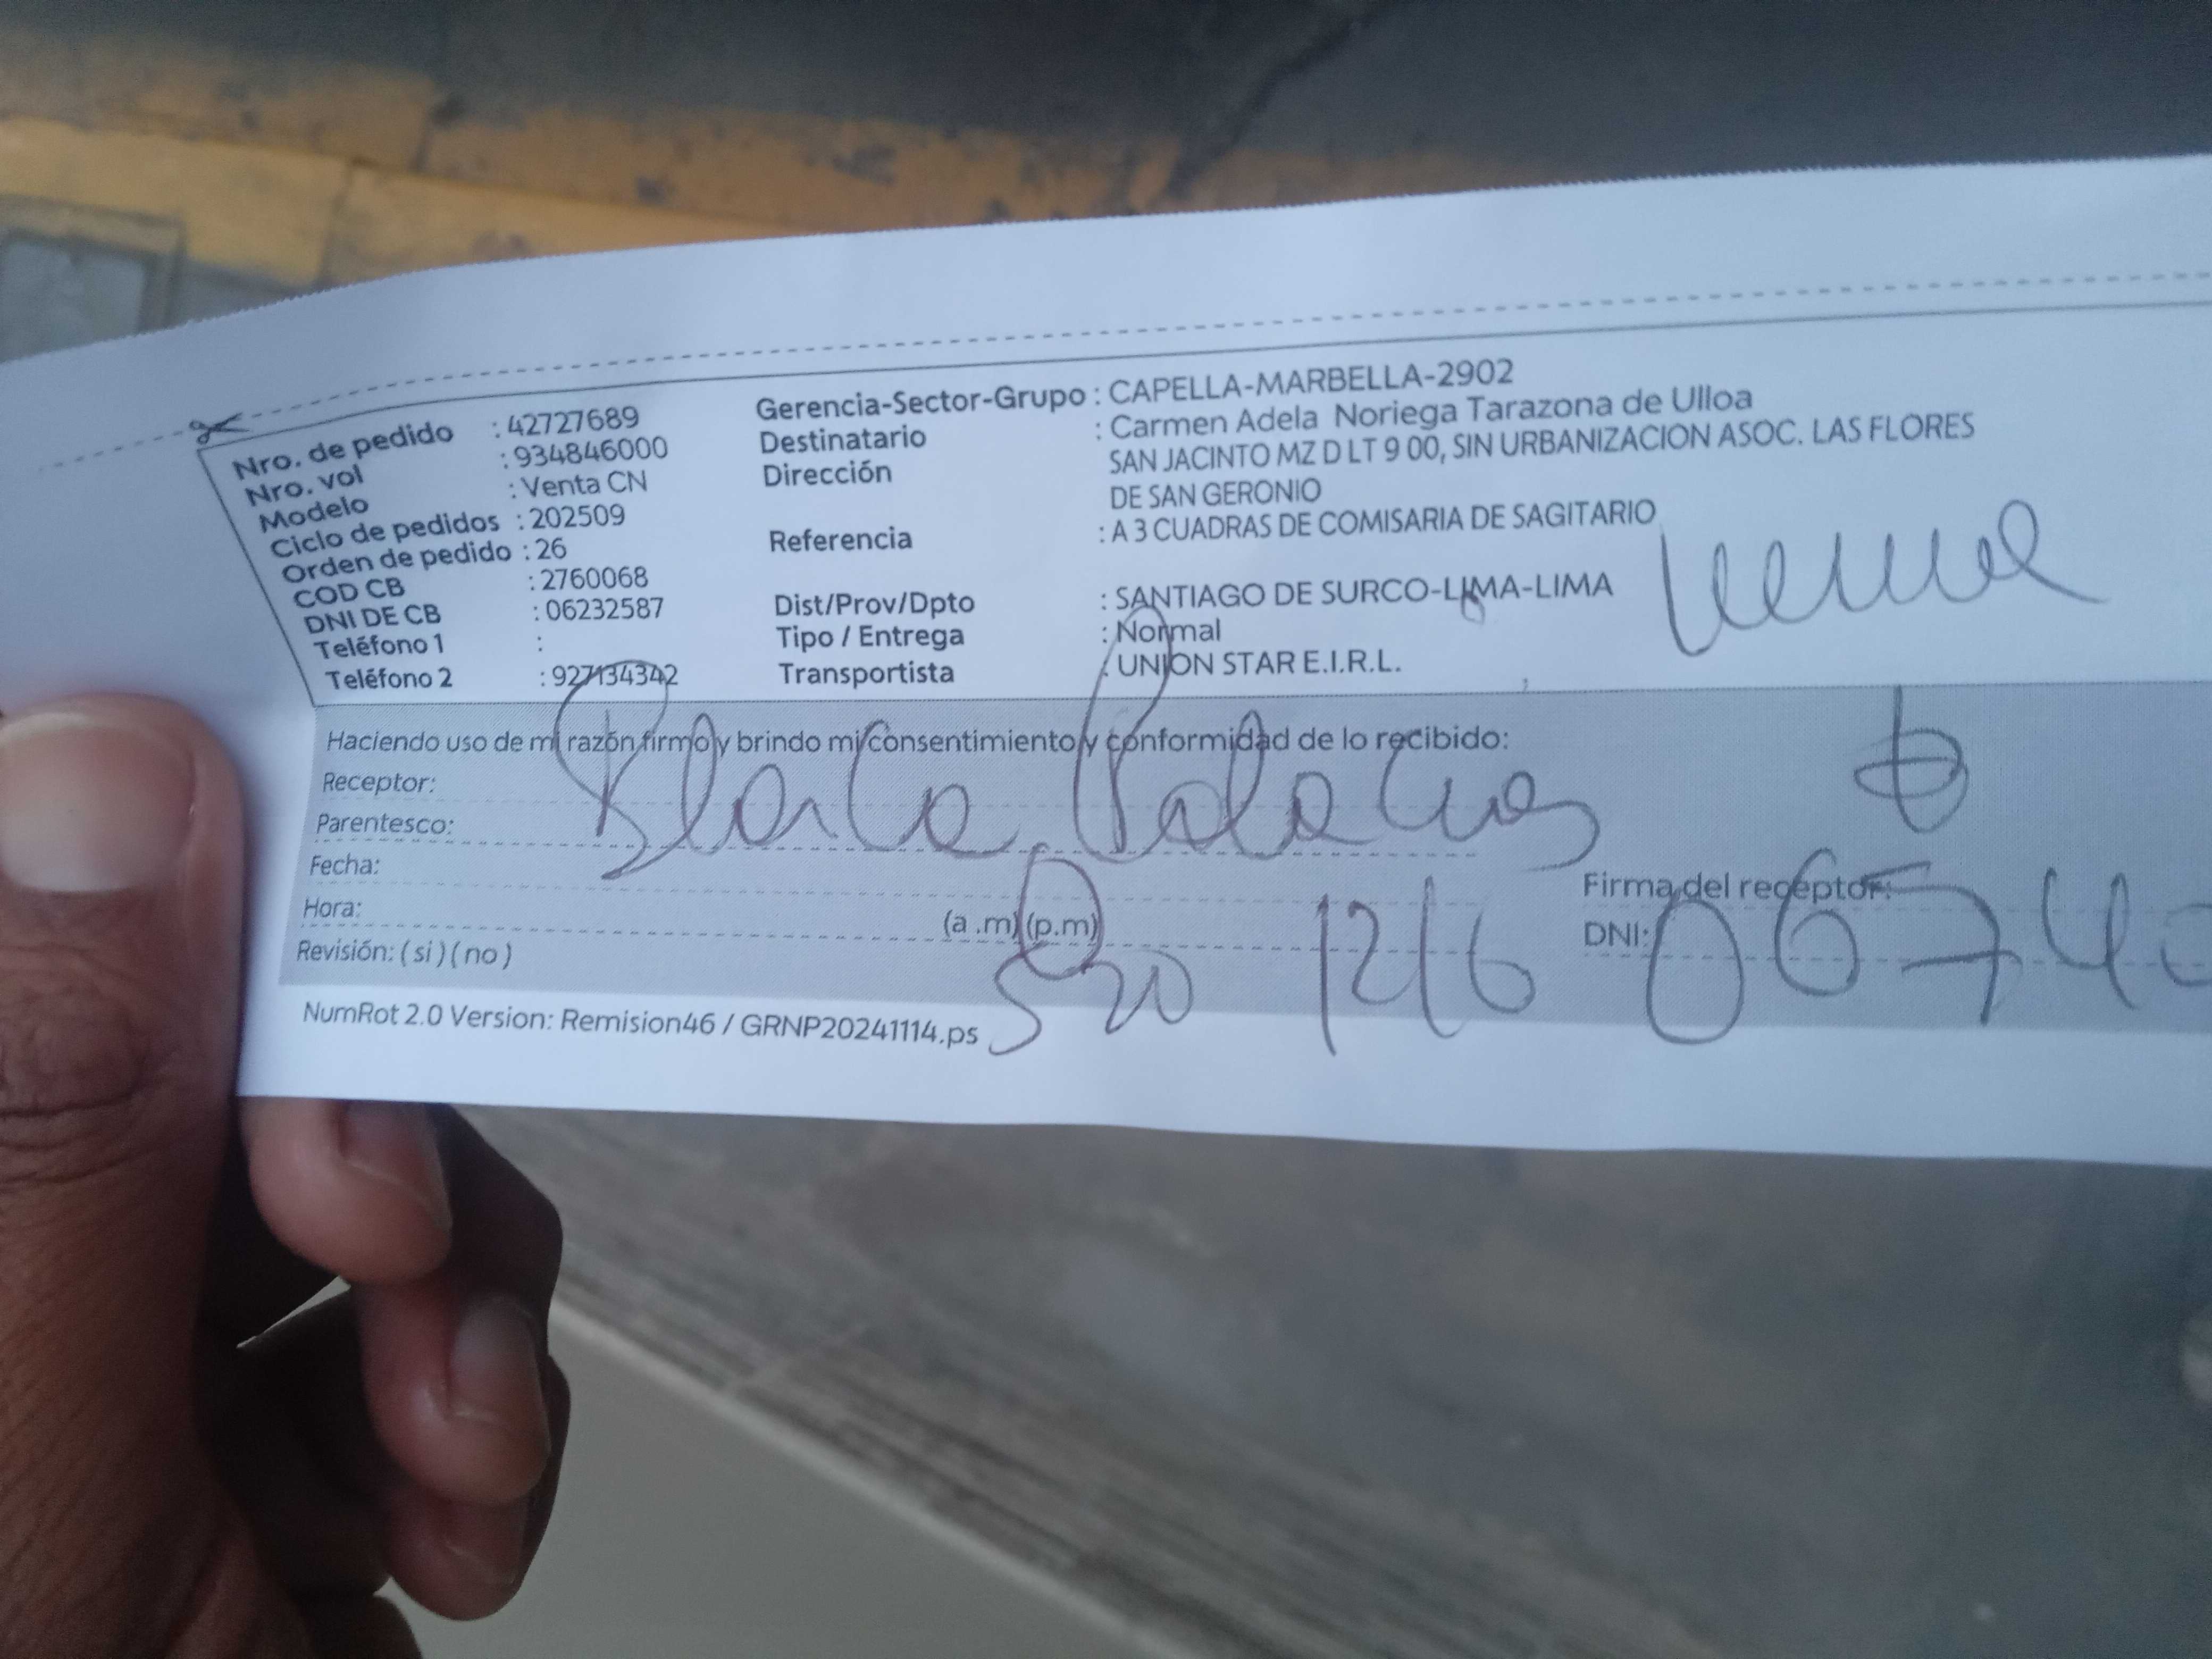 Nro. de pedido : 42727689
Nro. vol : 934846000
Modelo : Venta CN
Ciclo de pedidos : 202509
Orden de pedido : 26
COD CB : 2760068
DNI DE CB : 06232587
Teléfono 1 :
Teléfono 2 : 927134342
Gerencia-Sector-Grupo : CAPELLA-MARBELLA-2902
Destinatario : Carmen Adela Noriega Tarazona de Ulloa
Dirección SAN JACINTO MZ D LT 9 00, SIN URBANIZACION ASOC. LAS FLORES
DE SAN GERONIO
Referencia : A 3 CUADRAS DE COMISARIA DE SAGITARIO
Dist/Prov/Dpto : SANTIAGO DE SURCO-LIMA-LIMA
Tipo / Entrega : Normal
Transportista : UNION STAR E.I.R.L.
Haciendo uso de mi razón firmo y brindo mi consentimiento y conformidad de lo recibido:
Receptor:
Palacios
Parentesco:
Fecha:
Hora: (a .m) (p.m)
520 12/6
Revisión: ( si ) ( no )
Firma del receptor:
DNI: 0674
NumRot 2.0 Version: Remision46 / GRNP20241114.ps